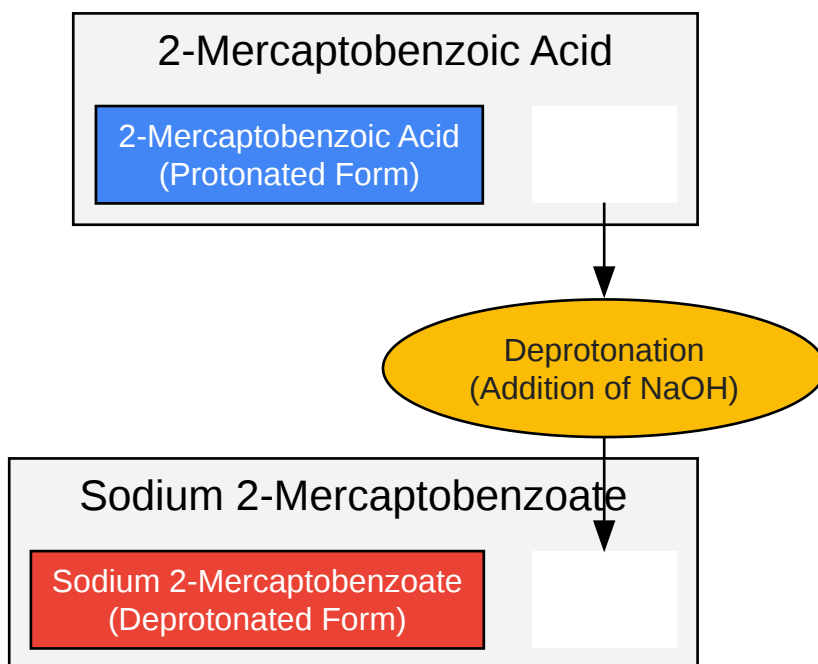 2-Mercaptobenzoic Acid
2-Mercaptobenzoic Acid
(Protonated Form)
Deprotonation
(Addition of NaOH)
Sodium 2-Mercaptobenzoate
Sodium 2-Mercaptobenzoate
(Deprotonated Form)